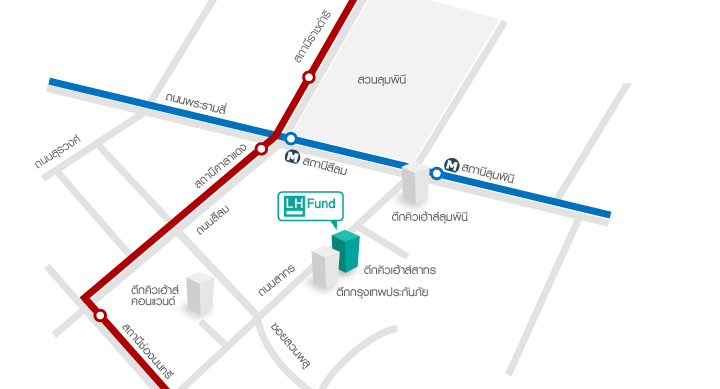 สถานีราชดำริ
สวนลุมพินี
ถนนพระรามสี่
ถนนสุรวงศ์
สถานีศาลาแดง
M สถานีสีลม
M สถานีลุมพินี
ถนนสีลม
LH Fund
ตึกคิวเฮ้าส์ลุมพินี
ตึกคิวเฮ้าส์สาทร
ถนนสาทร
ตึกกรุงเทพประกันภัย
ตึกคิวเฮ้าส์
คอนแวนต์
สถานีช่องนนทรี
ซอยสวนพลู